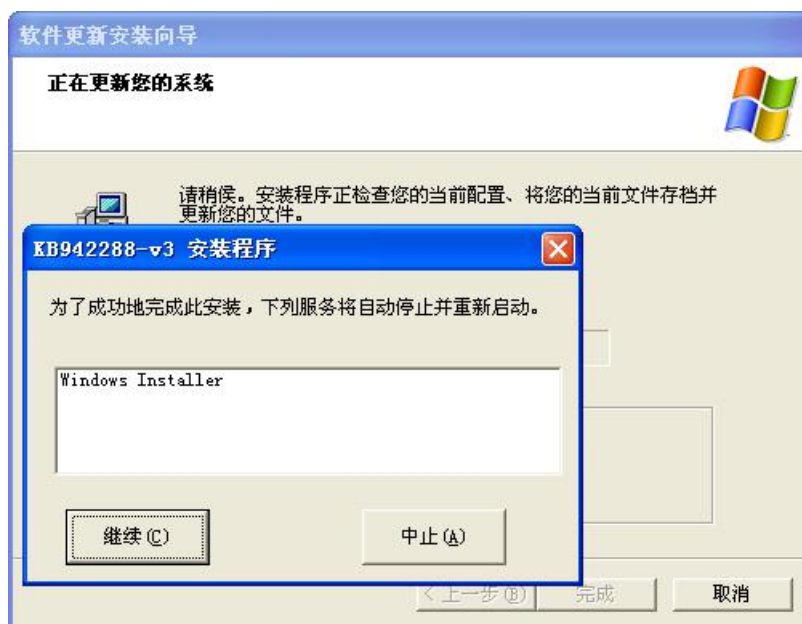 软件更新安装向导
正在更新您的系统
请稍侯。安装程序正检查您的当前配置、将您的当前文件存档并
更新您的文件。
KB942288-v3 安装程序
为了成功地完成此安装，下列服务将自动停止并重新启动。
Windows Installer
继续(C)
中止(A)
<上一步(B)
完成
取消